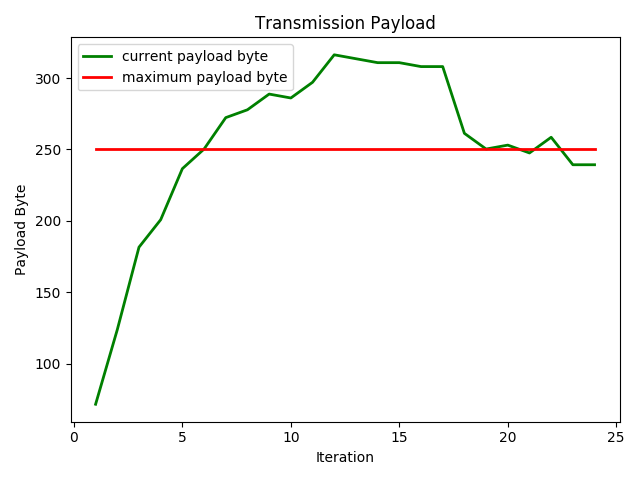 Transmission Payload
current payload byte
maximum payload byte
Payload Byte
300
250
200
150
100
0
5
10
15
20
25
Iteration